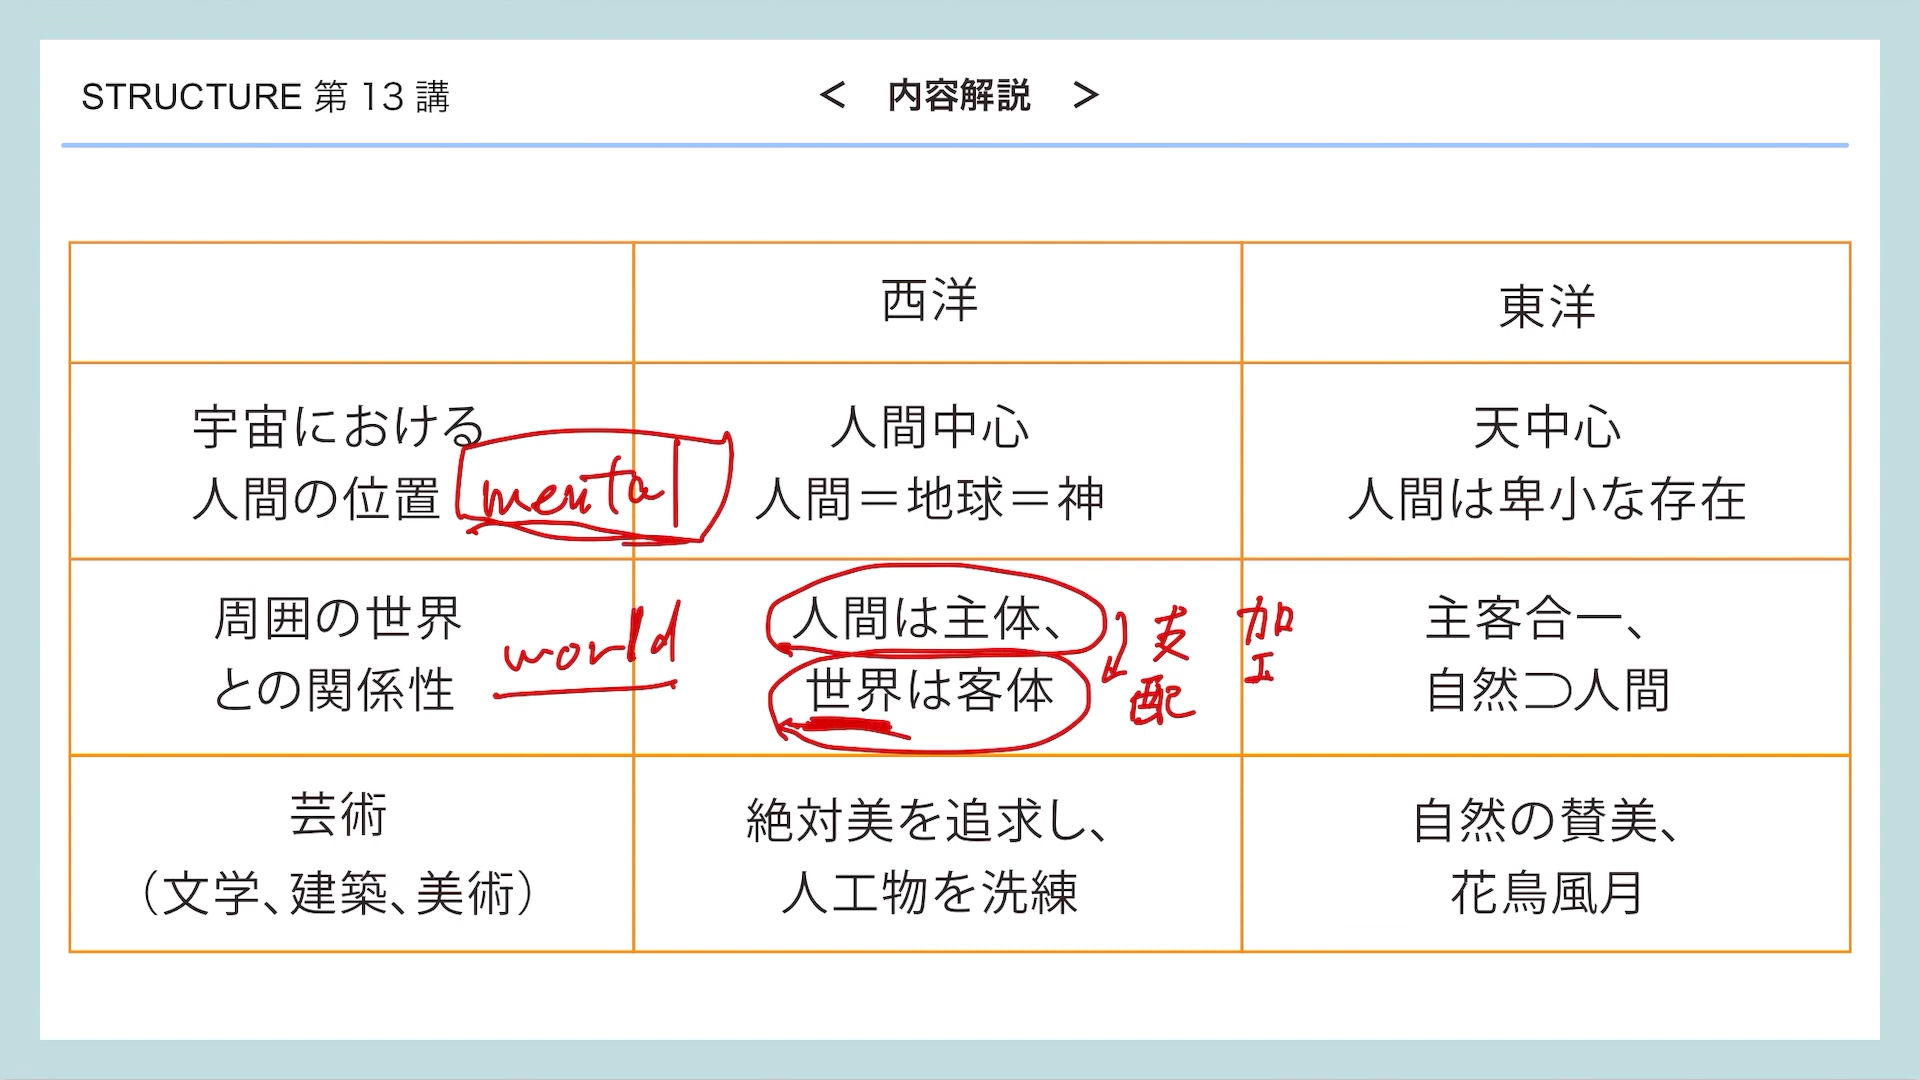 STRUCTURE 第 13 講
＜　内容解説　＞
西洋
東洋
宇宙における
人間の位置
mental
人間中心
人間＝地球＝神
天中心
人間は卑小な存在
周囲の世界
との関係性
world
人間は主体、
世界は客体
支
配
加
工
主客合一、
自然⊃人間
芸術
（文学、建築、美術）
絶対美を追求し、
人工物を洗練
自然の賛美、
花鳥風月